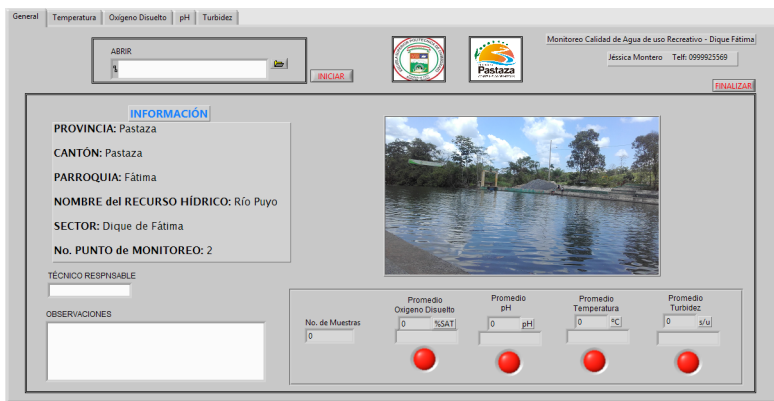 General Temperatura Oxígeno Disuelto pH Turbidez
ABRIR
INICIAR
Pastaza
Monitoreo Calidad de Agua de uso Recreativo - Dique Fátima
Jéssica Montero Telf: 0999925569
FINALIZAR
INFORMACIÓN
PROVINCIA: Pastaza
CANTÓN: Pastaza
PARROQUIA: Fátima
NOMBRE del RECURSO HÍDRICO: Río Puyo
SECTOR: Dique de Fátima
No. PUNTO de MONITOREO: 2
TÉCNICO RESPNSABLE
OBSERVACIONES
No. de Muestras
0
Promedio
Oxigeno Disuelto
0 %SAT
Promedio
pH
0 pH
Promedio
Temperatura
0 ºC
Promedio
Turbidez
0 s/u